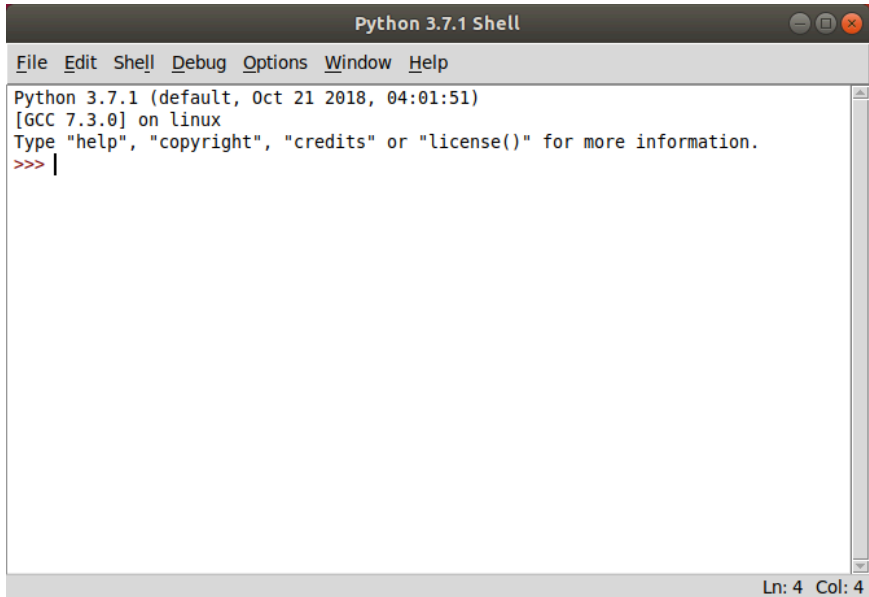 Python 3.7.1 Shell
File Edit Shell Debug Options Window Help
Python 3.7.1 (default, Oct 21 2018, 04:01:51)
[GCC 7.3.0] on linux
Type "help", "copyright", "credits" or "license()" for more information.
>>>
Ln: 4 Col: 4